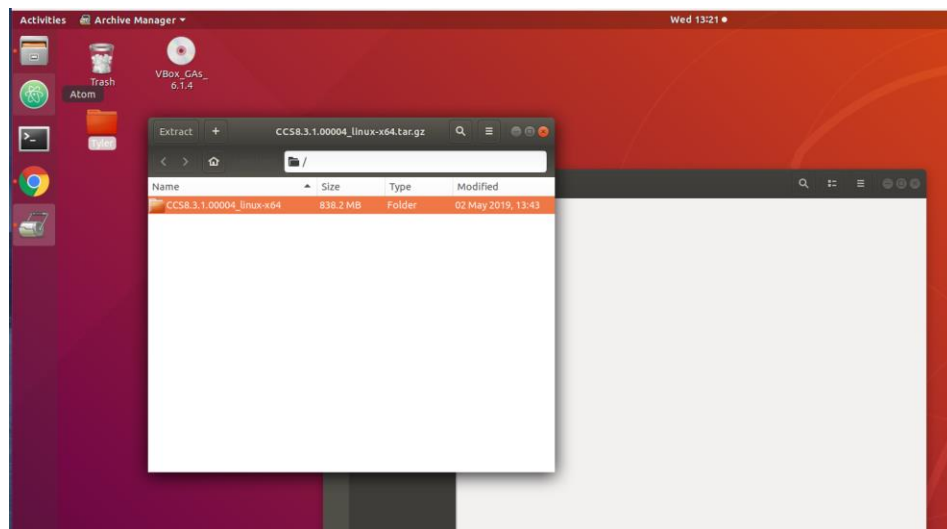 Activities Archive Manager Wed 13:21
Trash
VBox_GAs_
6.1.4
Atom
Tyler
Extract + CCS8.3.1.00004_linux-x64.tar.gz
/
Name Size Type Modified
CCS8.3.1.00004_linux-x64 838.2 MB Folder 02 May 2019, 13:43